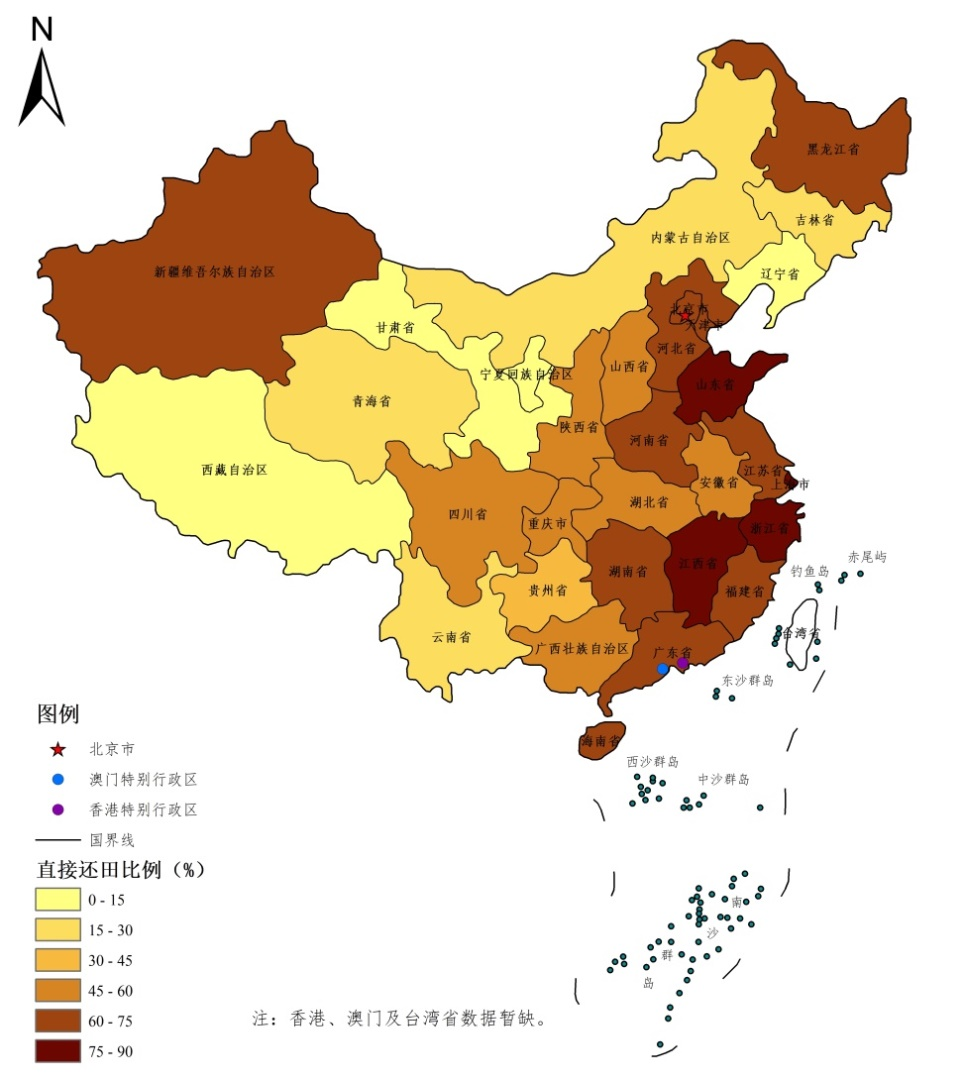 N
黑龙江省
吉林省
内蒙古自治区
新疆维吾尔族自治区
辽宁省
北京市
天津市
甘肃省
河北省
山西省
宁夏回族自治区
山东省
青海省
陕西省
河南省
西藏自治区
江苏省
安徽省
上海市
湖北省
四川省
重庆市
浙江省
赤尾屿
江西省
钓鱼岛
湖南省
贵州省
福建省
台湾省
云南省
广西壮族自治区
广东省
东沙群岛
海南省
西沙群岛
中沙群岛
南
沙
群
岛
图例
北京市
澳门特别行政区
香港特别行政区
国界线
直接还田比例（%）
0 - 15
15 - 30
30 - 45
45 - 60
60 - 75
75 - 90
注：香港、澳门及台湾省数据暂缺。